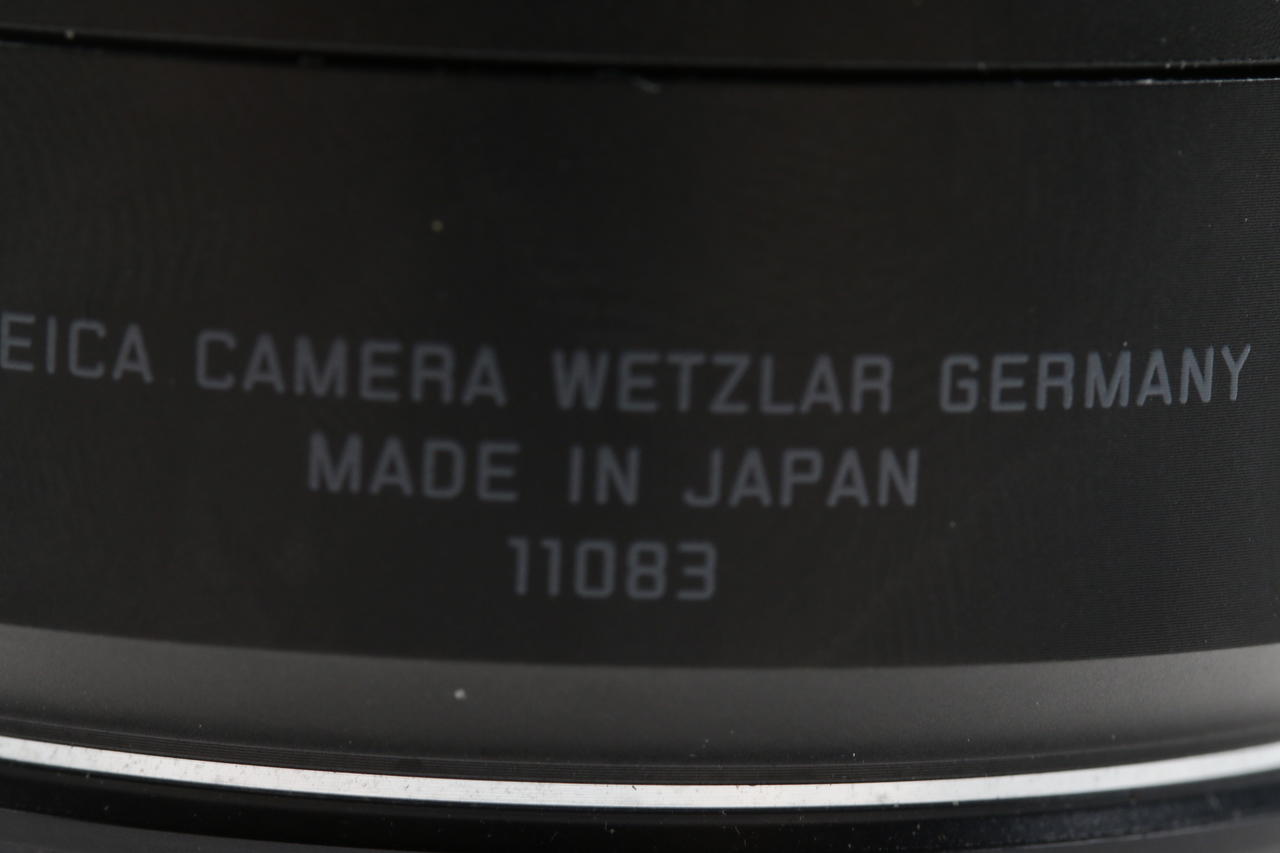 EICA CAMERA WETZLAR GERMANY
MADE IN JAPAN
11083